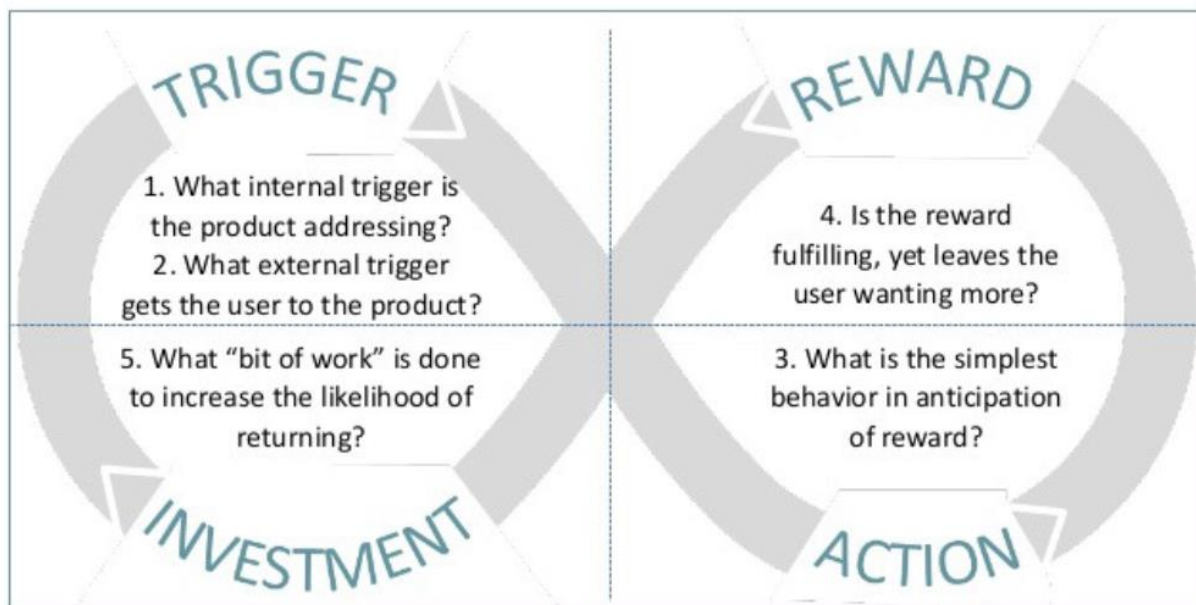 TRIGGER
1. What internal trigger is
the product addressing?
2. What external trigger
gets the user to the product?
REWARD
4. Is the reward
fulfilling, yet leaves the
user wanting more?
5. What “bit of work” is done
to increase the likelihood of
returning?
INVESTMENT
3. What is the simplest
behavior in anticipation
of reward?
ACTION